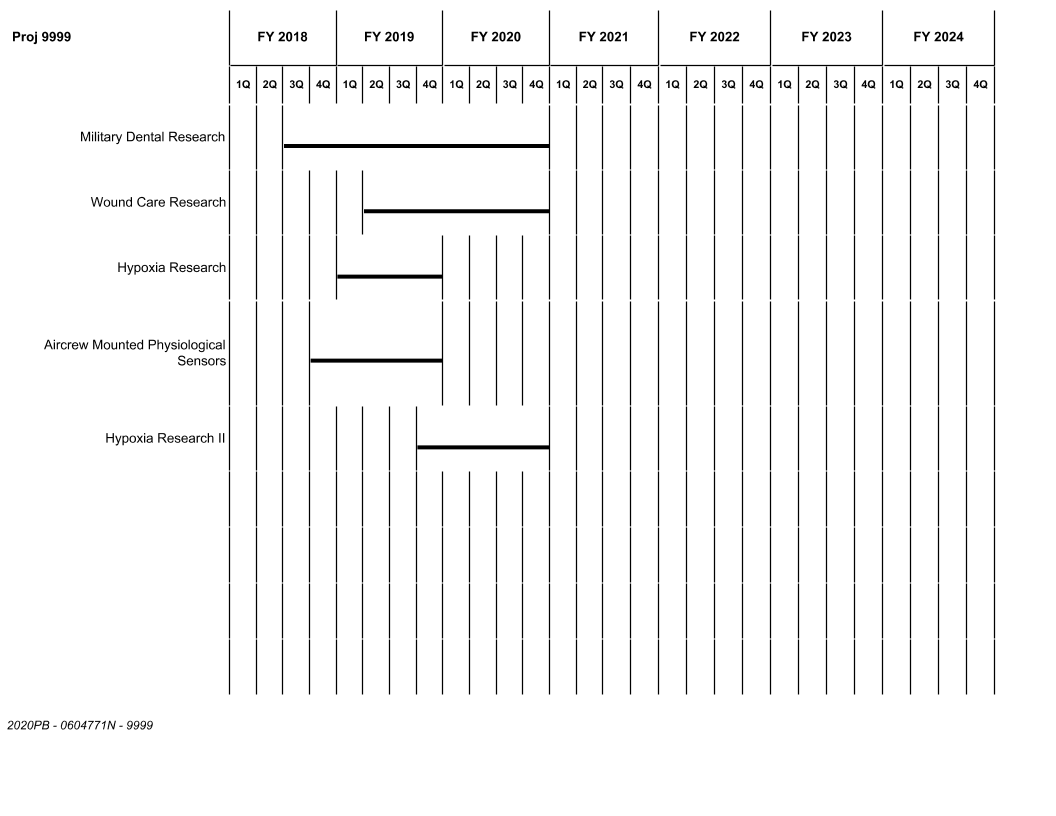 Proj 9999 FY 2018 FY 2019 FY 2020 FY 2021 FY 2022 FY 2023 FY 2024
1Q 2Q 3Q 4Q 1Q 2Q 3Q 4Q 1Q 2Q 3Q 4Q 1Q 2Q 3Q 4Q 1Q 2Q 3Q 4Q 1Q 2Q 3Q 4Q 1Q 2Q 3Q 4Q
Military Dental Research
Wound Care Research
Hypoxia Research
Aircrew Mounted Physiological
Sensors
Hypoxia Research II
2020PB - 0604771N - 9999